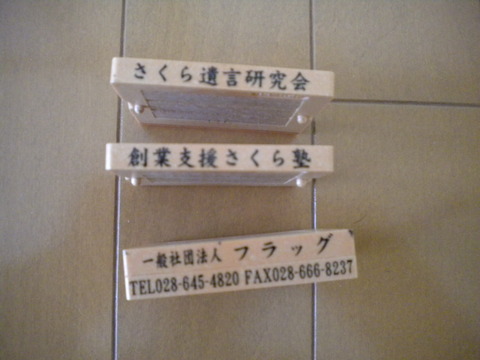 さくら遺言研究会
創業支援さくら塾
一般社団法人 フラッグ
TEL028-645-4820 FAX028-666-8237